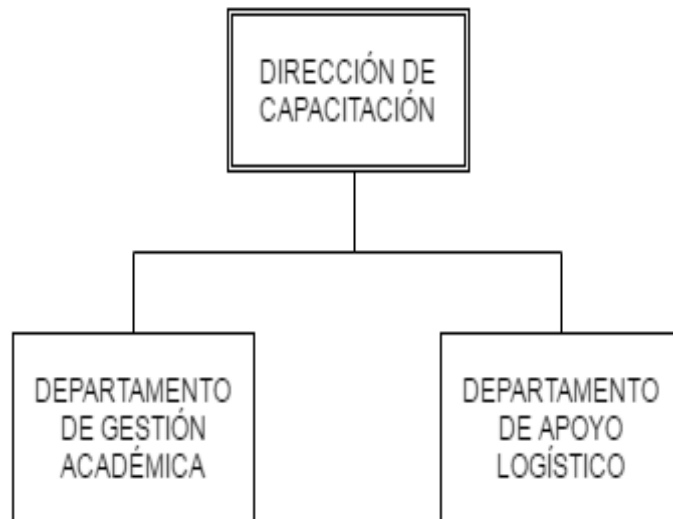 DIRECCIÓN DE
CAPACITACIÓN
DEPARTAMENTO
DE GESTIÓN
ACADÉMICA
DEPARTAMENTO
DE APOYO
LOGÍSTICO